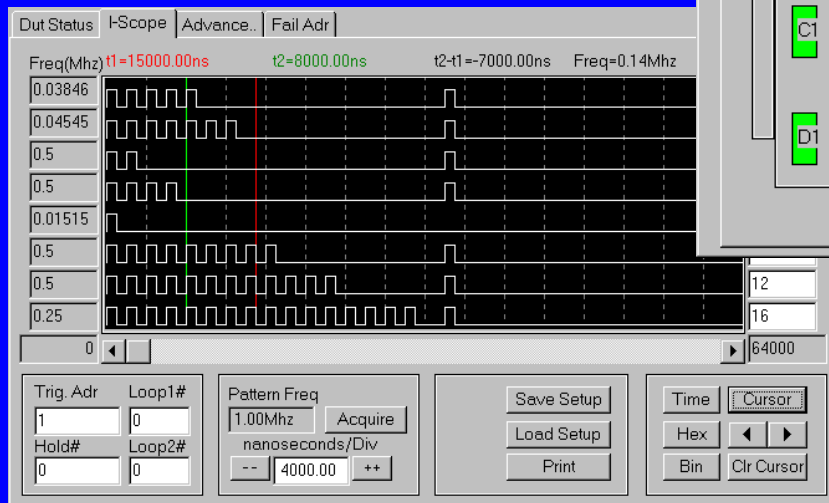 Dut Status I-Scope Advance.. Fail Adr
Freq(Mhz) t1=15000.00ns t2=8000.00ns t2-t1=-7000.00ns Freq=0.14Mhz
C1
D1
0.03846
0.04545
0.5
0.5
0.01515
0.5
0.5 12
0.25 16
0 64000
Trig. Adr Loop1# Pattern Freq Save Setup Time Cursor
1 0 1.00Mhz Acquire
Hold# Loop2# nanoseconds/Div Load Setup Hex
0 0 -- 4000.00 ++ Print Bin Clr Cursor